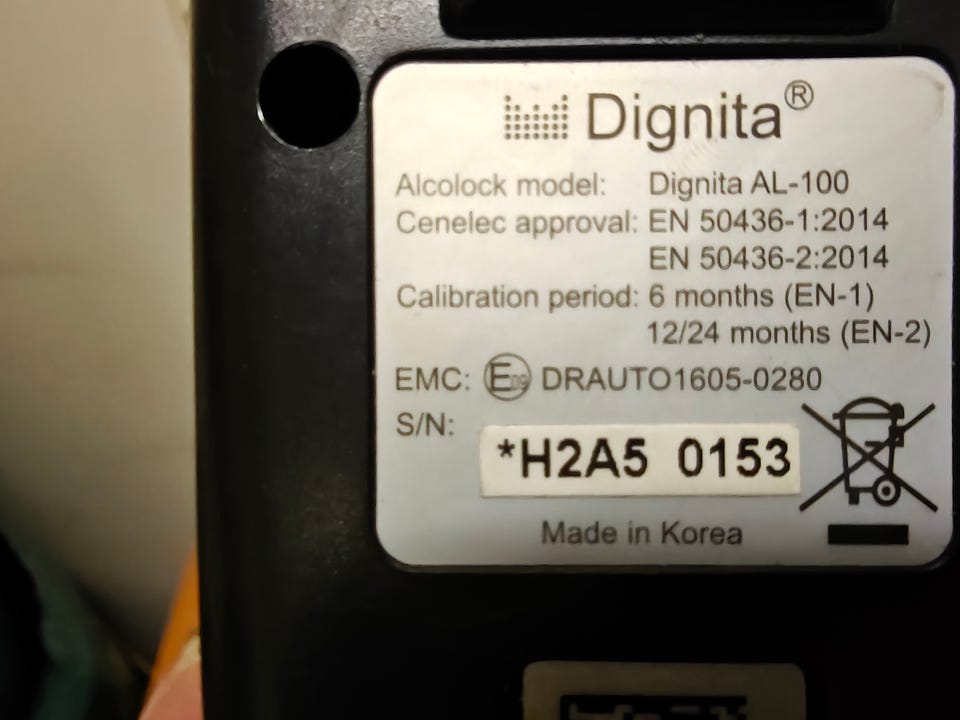 Dignita®
Alcolock model: Dignita AL-100
Cenelec approval: EN 50436-1:2014
EN 50436-2:2014
Calibration period: 6 months (EN-1)
12/24 months (EN-2)
EMC: E09 DRAUTO1605-0280
S/N:
*H2A5 0153
Made in Korea